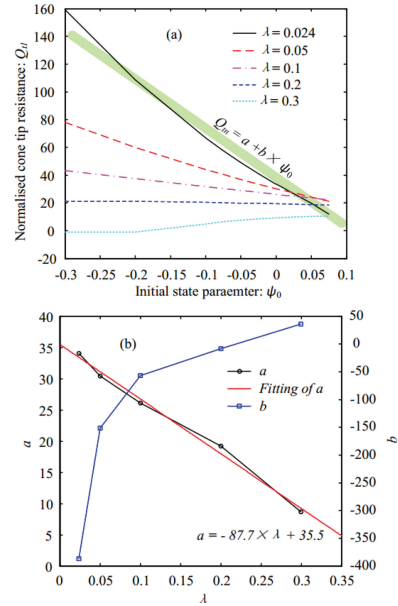 160
140
120
100
80
60
40
20
0
-20
(a)
λ = 0.024
λ = 0.05
λ = 0.1
λ = 0.2
λ = 0.3
Q_tn = a + b × ψ₀
Normalised cone tip resistance: Q_tl
-0.3 -0.25 -0.2 -0.15 -0.1 -0.05 0 0.05 0.1
Initial state paraemter: ψ₀
40
35
30
25
20
15
10
5
0
a
(b)
a
Fitting of a
b
a = - 87.7 × λ + 35.5
50
0
-50
-100
-150
-200
-250
-300
-350
-400
b
0 0.05 0.1 0.15 0.2 0.25 0.3 0.35
λ